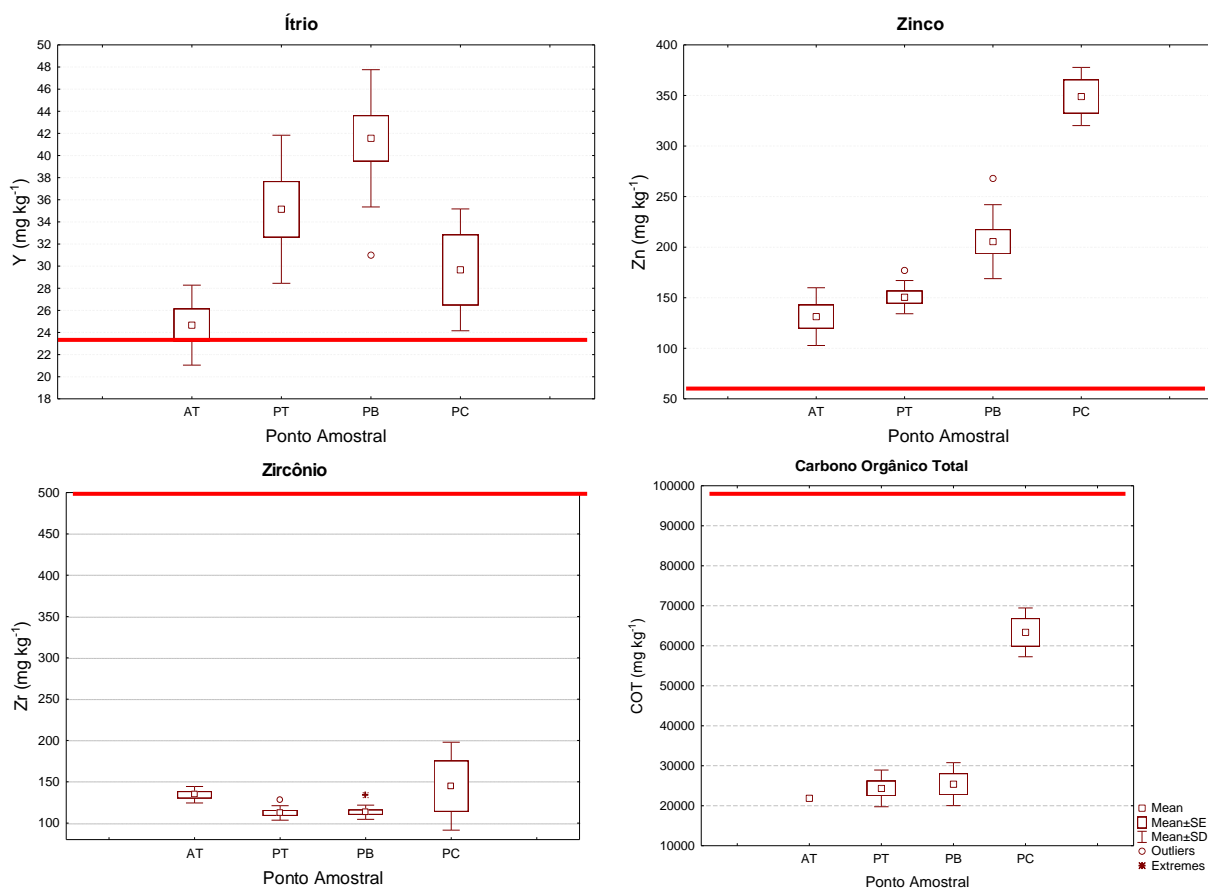 Ítrio
50
48
46
44
42
40
38
36
34
32
30
28
26
24
22
20
18
Y (mg kg-1)
AT PT PB PC
Ponto Amostral
Zinco
400
350
300
250
200
150
100
50
Zn (mg kg-1)
AT PT PB PC
Ponto Amostral
Zircônio
500
450
400
350
300
250
200
150
100
Zr (mg kg-1)
AT PT PB PC
Ponto Amostral
Carbono Orgânico Total
100000
90000
80000
70000
60000
50000
40000
30000
20000
10000
COT (mg kg-1)
AT PT PB PC
Ponto Amostral
Mean
Mean±SE
Mean±SD
Outliers
Extremes